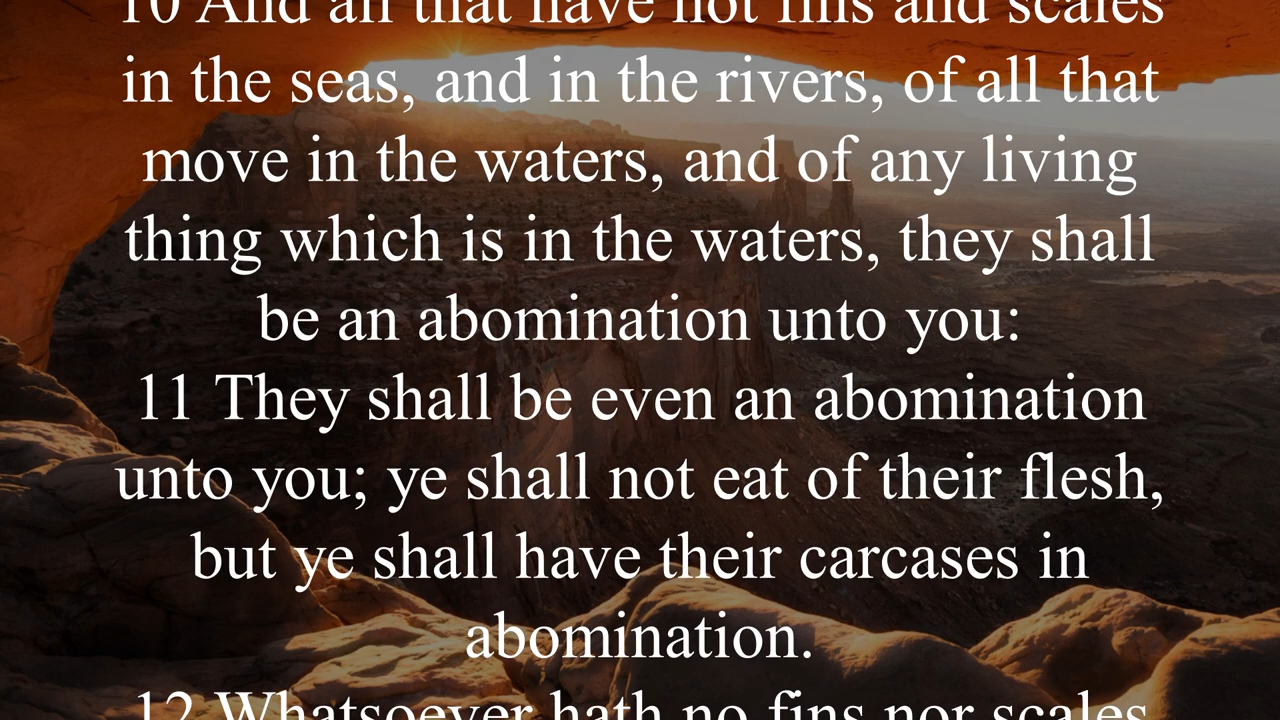 10 And all that have not fins and scales
in the seas, and in the rivers, of all that
move in the waters, and of any living
thing which is in the waters, they shall
be an abomination unto you:
11 They shall be even an abomination
unto you; ye shall not eat of their flesh,
but ye shall have their carcases in
abomination.
12 Whatsoever hath no fins nor scales